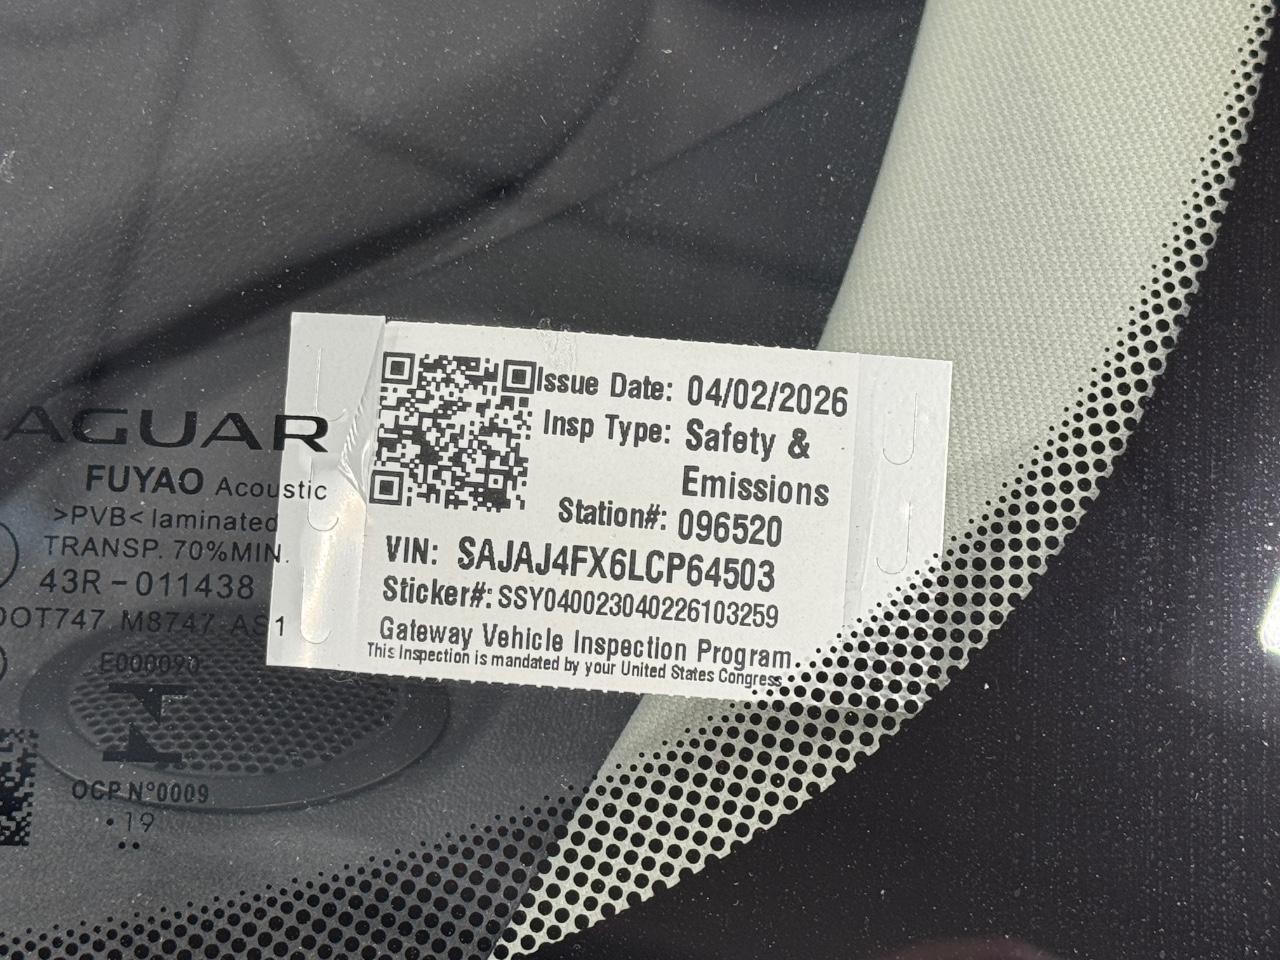 Issue Date: 04/02/2026
Insp Type: Safety &
Emissions
Station#: 096520
VIN: SAJAJ4FX6LCP64503
Sticker#: SSY040023040226103259
Gateway Vehicle Inspection Program
This Inspection is mandated by your United States Congress
AGUAR
FUYAO Acoustic
>PVB< laminated
TRANSP. 70%MIN.
43R-011438
DOT747 M8747 AS1
E000090
OCP N°0009
·19